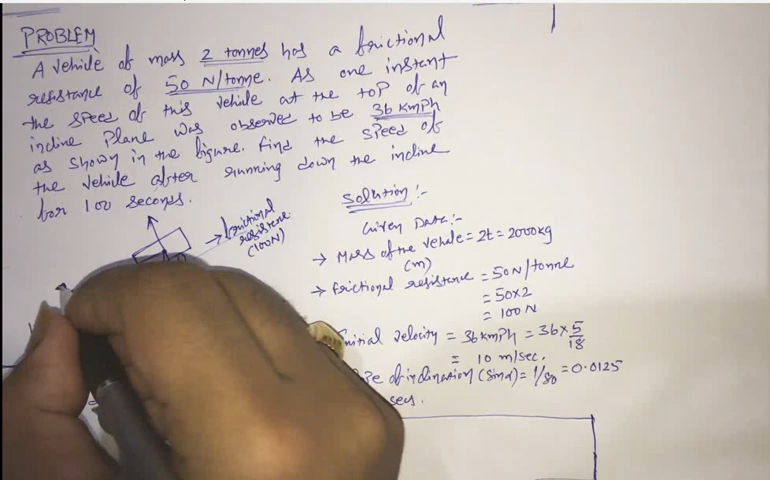 PROBLEM
A vehicle of mass 2 tonnes has a frictional
resistance of 50 N/tonne. As one instant
the speed of this vehicle at the top of an
incline plane was observed to be 36 kmph
as shown in the figure. Find the speed of
the vehicle after running down the incline
for 100 seconds.
Solution:-
Given Data:-
→ Mass of the vehicle = 2t = 2000kg
(m)
→ frictional resistance = 50N/tonne
= 50x2
= 100 N
Initial velocity = 36 kmph = 36 x 5/18
= 10 m/sec.
of inclination (sinα) = 1/80 = 0.0125
secs.
→ frictional
resistance
(100N)